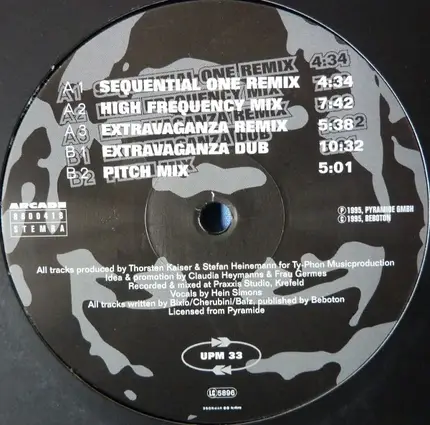 A1 SEQUENTIAL ONE REMIX 4:34
A2 HIGH FREQUENCY MIX 7:42
A3 EXTRAVAGANZA REMIX 5:38
B1 EXTRAVAGANZA DUB 10:32
B2 PITCH MIX 5:01
ARCADE
STEMRA
Ⓟ 1995, PYRAMIDE GMBH
© 1995, BEBOTON
All tracks produced by Thorsten Kaiser & Stefan Heinemann for Ty-Phon Musicproduction
Idea & promotion by Claudia Heymanne & Frau Germes
Recorded & mixed at Praxxis Studio, Krefeld
Vocals by Hein Simons
All tracks written by Bixio/Cherubini/Balz. published by Beboton
Licensed from Pyramide
UPM 33
LC 5896